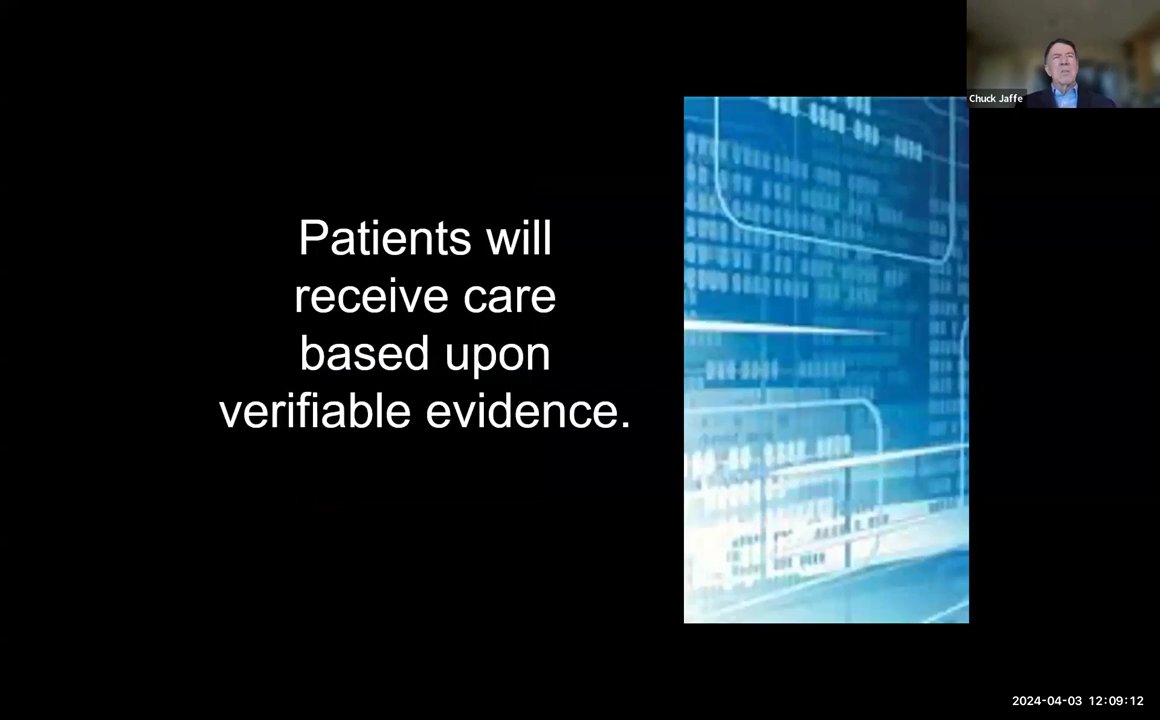 Chuck Jaffe
Patients will
receive care
based upon
verifiable evidence.
2024-04-03 12:09:12